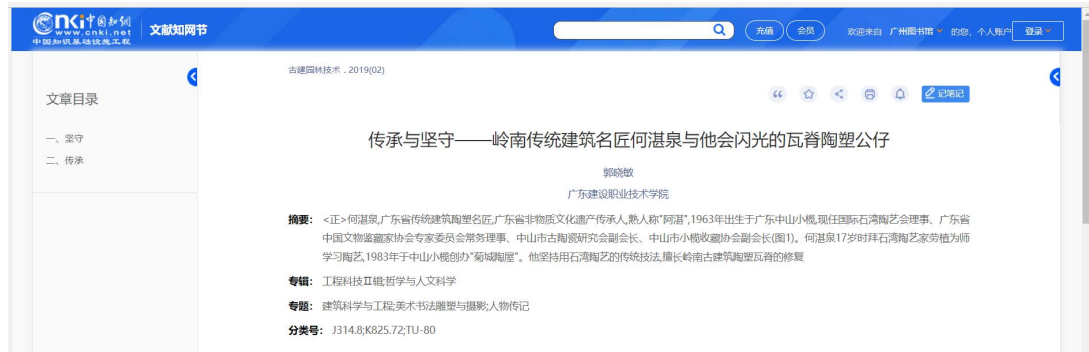 cnki中国知网
www.cnki.net
中国知识基础设施工程
文献知网节
充值
会员
欢迎来自 广州图书馆 的您,个人账户
登录
文章目录
一、坚守
二、传承
古建园林技术 . 2019(02)
记笔记
传承与坚守——岭南传统建筑名匠何湛泉与他会闪光的瓦脊陶塑公仔
郭晓敏
广东建设职业技术学院
摘要: <正>何湛泉,广东省传统建筑陶塑名匠,广东省非物质文化遗产传承人,熟人称"阿湛",1963年出生于广东中山小榄,现任国际石湾陶艺会理事、广东省
中国文物鉴藏家协会专家委员会常务理事、中山市古陶瓷研究会副会长、中山市小榄收藏协会副会长(图1)。何湛泉17岁时拜石湾陶艺家劳植为师
学习陶艺,1983年于中山小榄创办"菊城陶屋"。他坚持用石湾陶艺的传统技法,擅长岭南古建筑陶塑瓦脊的修复
专辑: 工程科技Ⅱ辑;哲学与人文科学
专题: 建筑科学与工程;美术书法雕塑与摄影;人物传记
分类号: J314.8;K825.72;TU-80